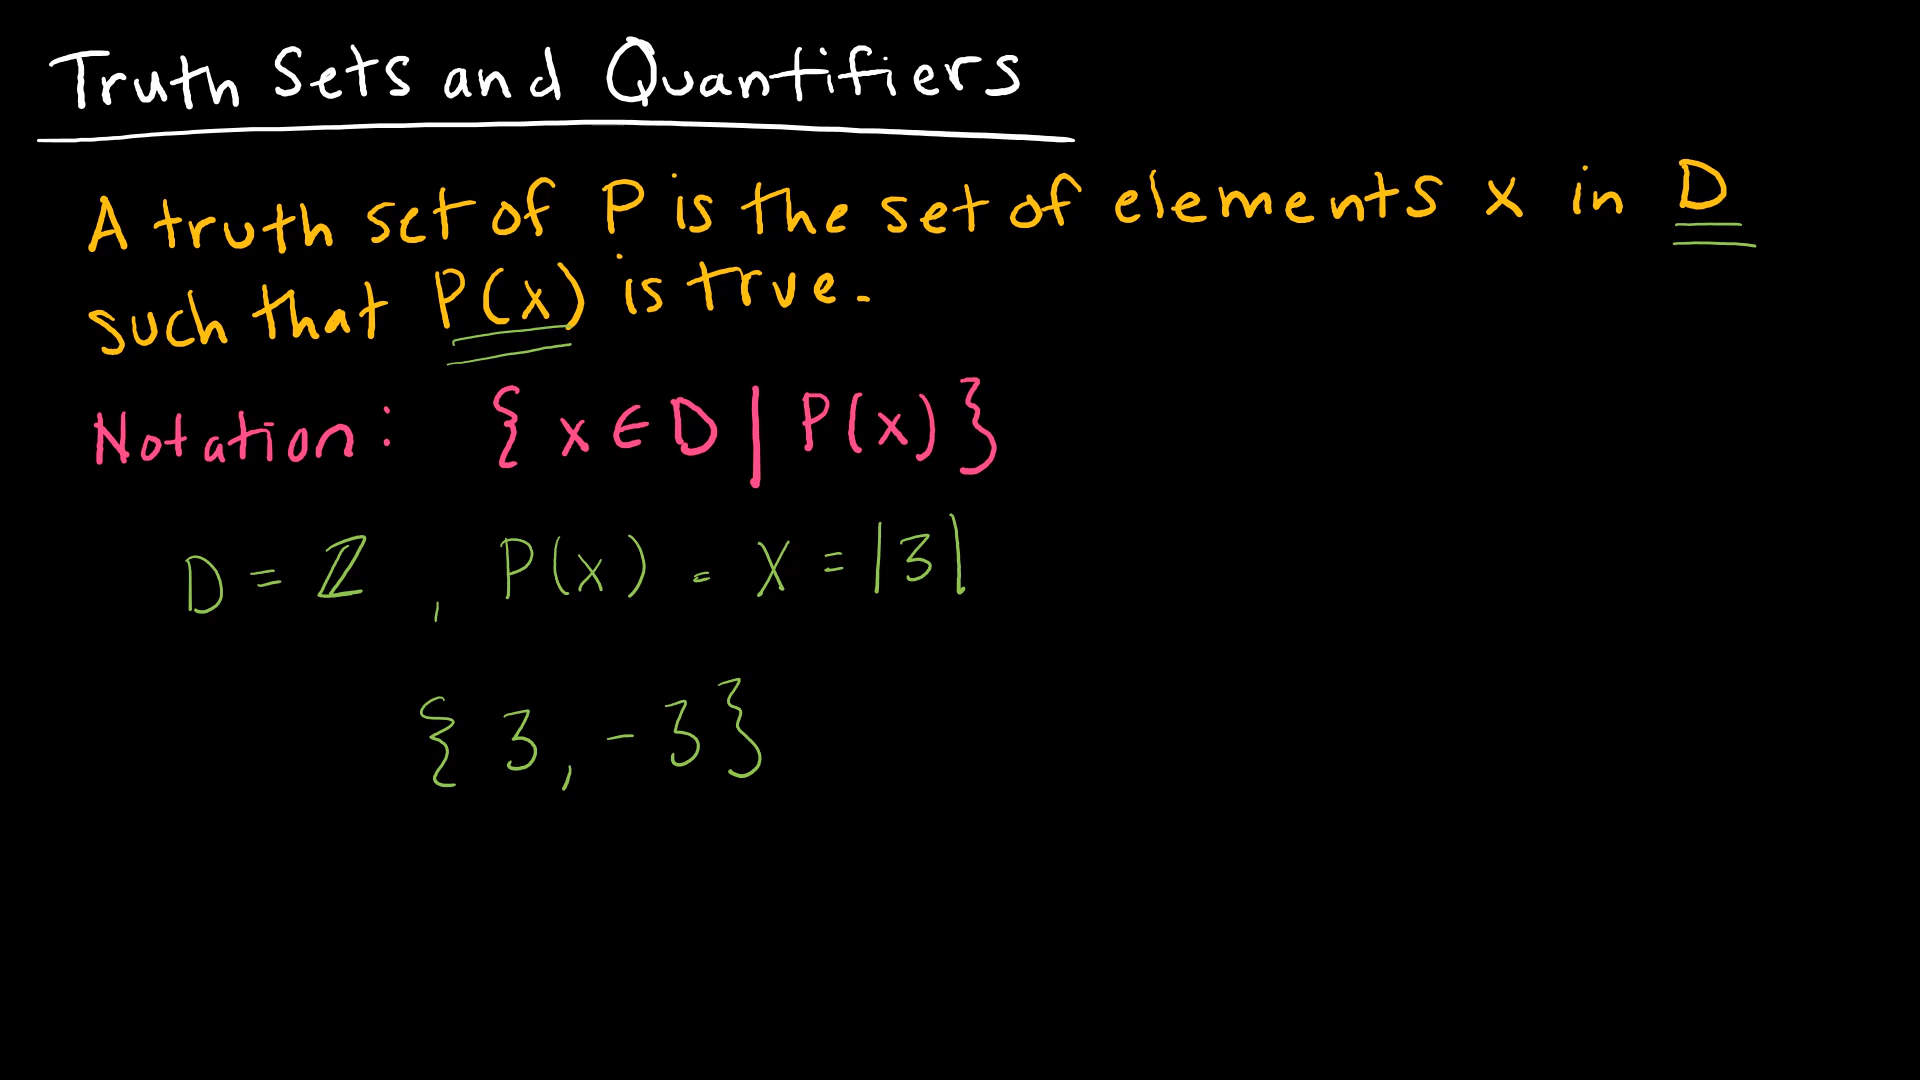 Truth Sets and Quantifiers
A truth set of P is the set of elements x in D
such that P(x) is true.
Notation: { x ∈ D | P(x) }
D = ℤ , P(x) = x = |3|
{ 3, -3 }